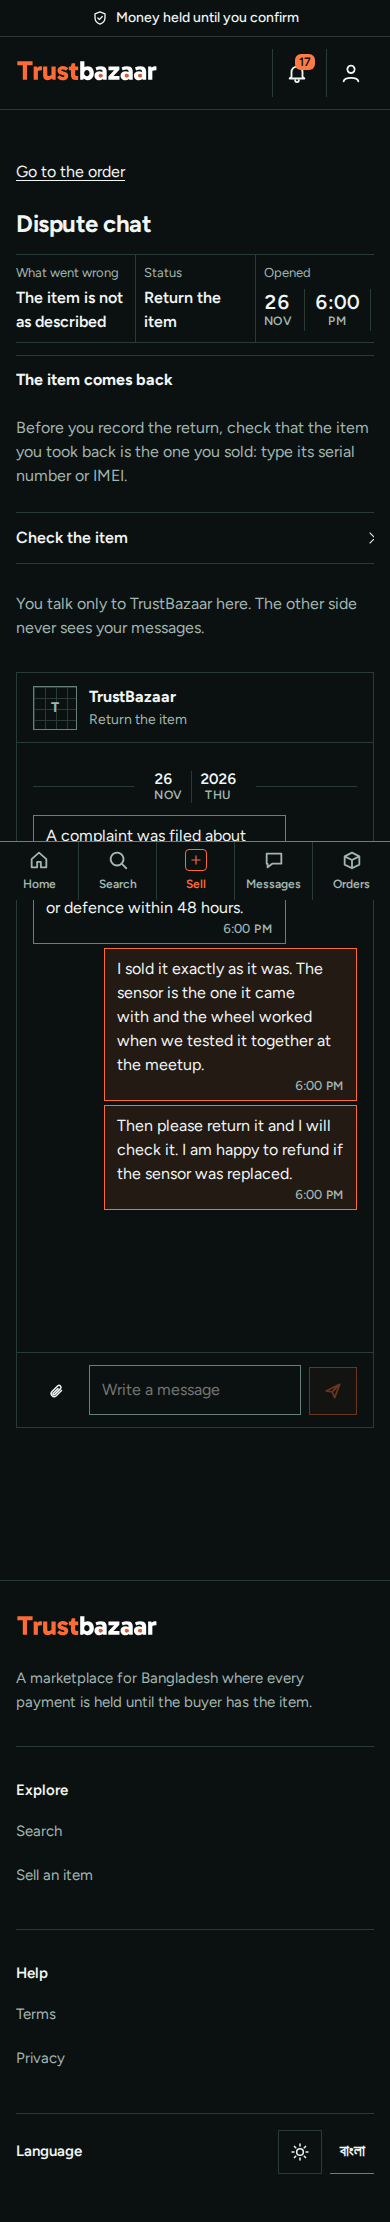 Money held until you confirm
Trustbazaar
17
Go to the order
Dispute chat
What went wrong
The item is not
as described
Status
Return the
item
Opened
26
NOV
6:00
PM
The item comes back
Before you record the return, check that the item
you took back is the one you sold: type its serial
number or IMEI.
Check the item
You talk only to TrustBazaar here. The other side
never sees your messages.
T
TrustBazaar
Return the item
26
NOV
2026
THU
A complaint was filed about
Home
Search
Sell
Messages
Orders
or defence within 48 hours.
6:00 PM
I sold it exactly as it was. The
sensor is the one it came
with and the wheel worked
when we tested it together at
the meetup.
6:00 PM
Then please return it and I will
check it. I am happy to refund if
the sensor was replaced.
6:00 PM
Write a message
Trustbazaar
A marketplace for Bangladesh where every
payment is held until the buyer has the item.
Explore
Search
Sell an item
Help
Terms
Privacy
Language
বাংলা